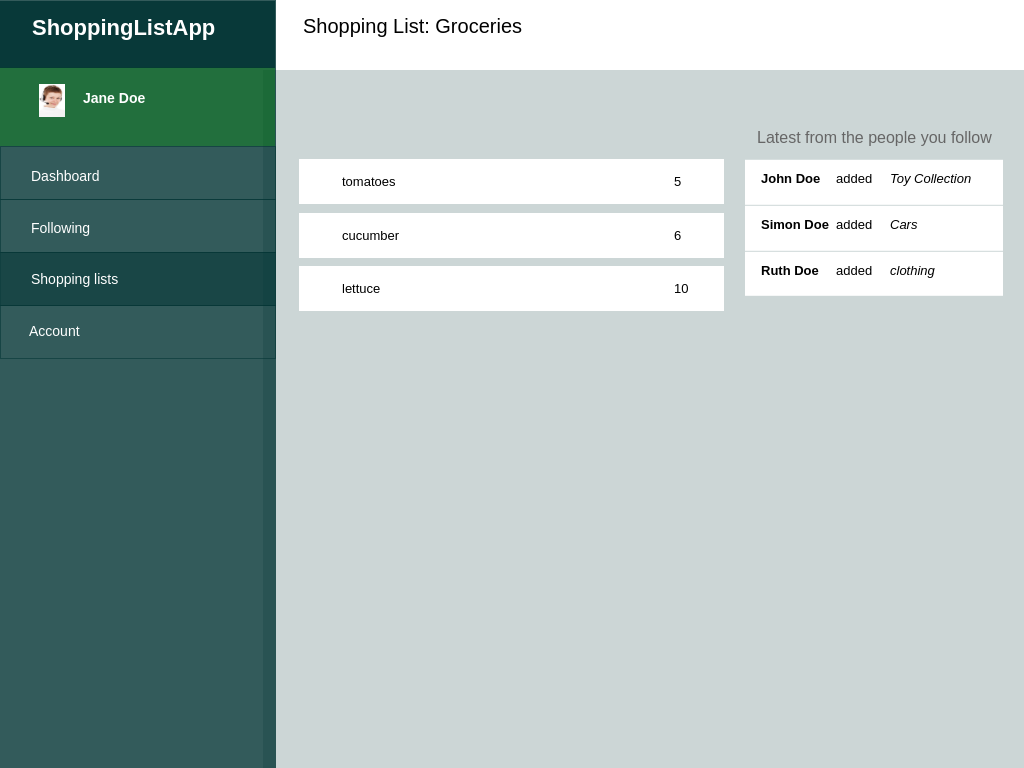 ShoppingListApp
Jane Doe
Dashboard
Following
Shopping lists
Account
Shopping List: Groceries
tomatoes 5
cucumber 6
lettuce 10
Latest from the people you follow
John Doe added Toy Collection
Simon Doe added Cars
Ruth Doe added clothing